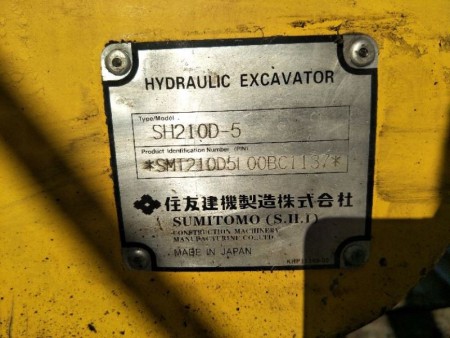 HYDRAULIC EXCAVATOR
Type/Model
SH210D-5
Product Identification Number (PIN)
住友建機製造株式会社
SUMITOMO (S.H.I)
CONSTRUCTION MACHINERY
MANUFACTURING CO.,LTD.
MADE IN JAPAN